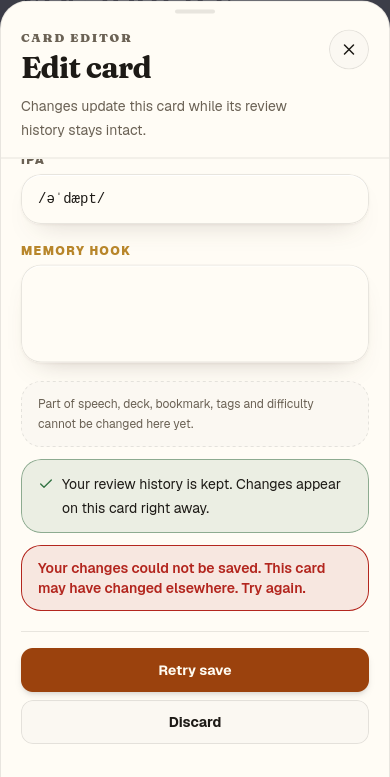 CARD EDITOR
Edit card
Changes update this card while its review
history stays intact.
IPA
/əˈdæpt/
MEMORY HOOK
Part of speech, deck, bookmark, tags and difficulty
cannot be changed here yet.
Your review history is kept. Changes appear
on this card right away.
Your changes could not be saved. This card
may have changed elsewhere. Try again.
Retry save
Discard